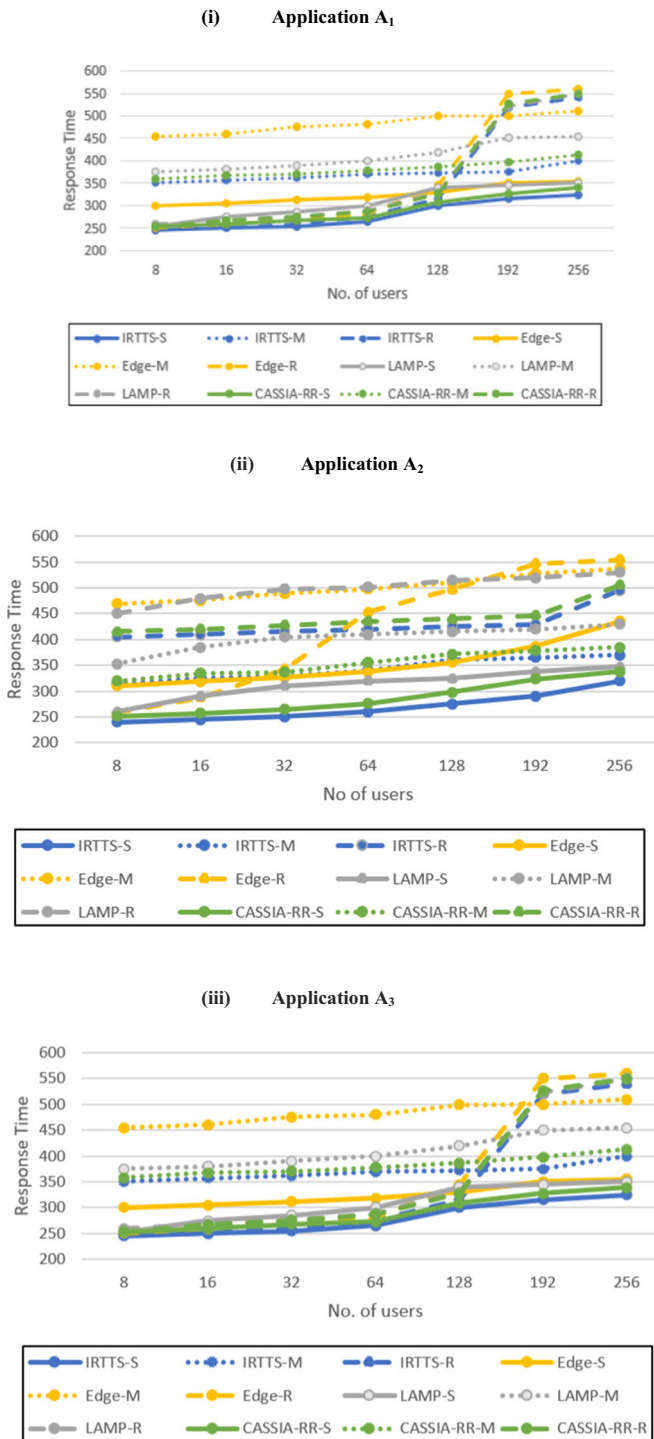 (i) Application A1
600
550
500
450
400
350
300
250
200
Response Time
8 16 32 64 128 192 256
No. of users
IRTTS-S IRTTS-M IRTTS-R Edge-S
Edge-M Edge-R LAMP-S LAMP-M
LAMP-R CASSIA-RR-S CASSIA-RR-M CASSIA-RR-R
(ii) Application A2
600
550
500
450
400
350
300
250
200
Response Time
8 16 32 64 128 192 256
No of users
IRTTS-S IRTTS-M IRTTS-R Edge-S
Edge-M Edge-R LAMP-S LAMP-M
LAMP-R CASSIA-RR-S CASSIA-RR-M CASSIA-RR-R
(iii) Application A3
600
550
500
450
400
350
300
250
200
Response Time
8 16 32 64 128 192 256
No. of users
IRTTS-S IRTTS-M IRTTS-R Edge-S
Edge-M Edge-R LAMP-S LAMP-M
LAMP-R CASSIA-RR-S CASSIA-RR-M CASSIA-RR-R